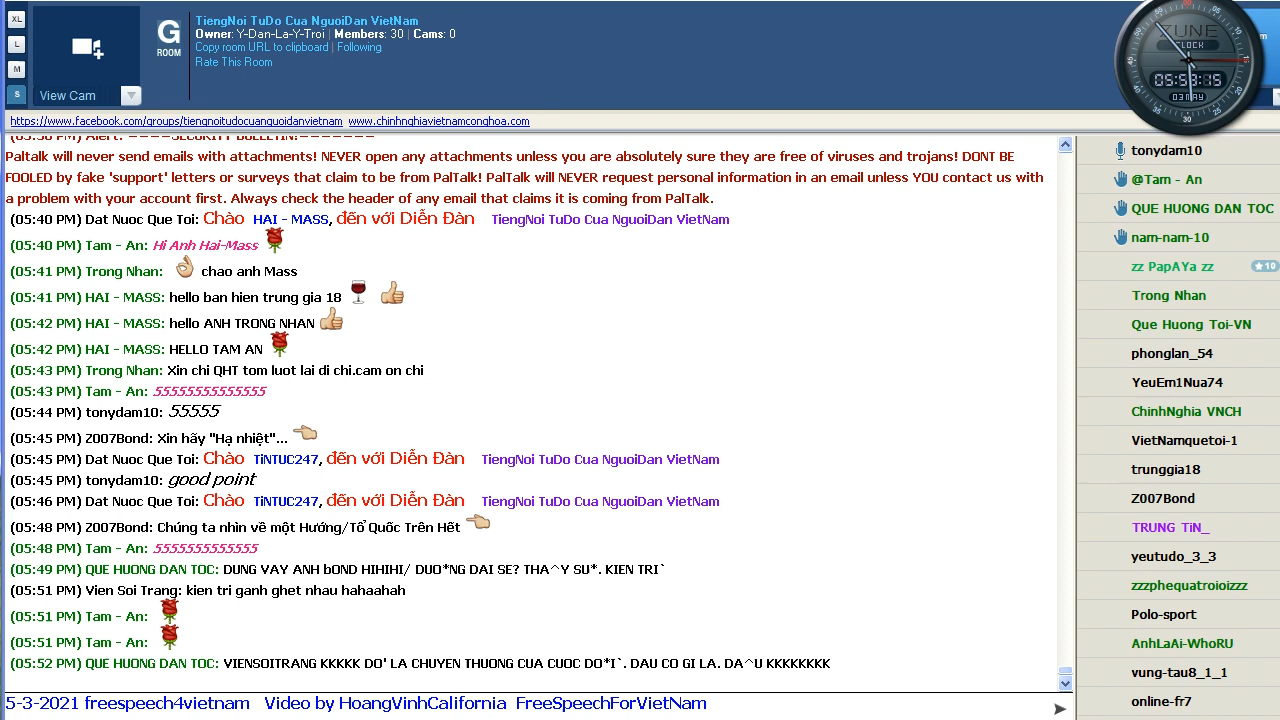 XL
L
M
S
View Cam
G
ROOM
TiengNoi TuDo Cua NguoiDan VietNam
Owner: Y-Dan-La-Y-Troi | Members: 30 | Cams: 0
Copy room URL to clipboard | Following
Rate This Room
ZUNE
CLOCK
05:53:15
03 MAY
https://www.facebook.com/groups/tiengnoitudocuanguoidanvietnam www.chinhnghiavietnamconghoa.com
(05:38 PM) Alert: ====SECURITY BULLETIN!=======
Paltalk will never send emails with attachments! NEVER open any attachments unless you are absolutely sure they are free of viruses and trojans! DONT BE
FOOLED by fake 'support' letters or surveys that claim to be from PalTalk! PalTalk will NEVER request personal information in an email unless YOU contact us with
a problem with your account first. Always check the header of any email that claims it is coming from PalTalk.
(05:40 PM) Dat Nuoc Que Toi: Chào HAI - MASS, đến với Diễn Đàn TiengNoi TuDo Cua NguoiDan VietNam
(05:40 PM) Tam - An: Hi Anh Hai-Mass
(05:41 PM) Trong Nhan: chao anh Mass
(05:41 PM) HAI - MASS: hello ban hien trung gia 18
(05:42 PM) HAI - MASS: hello ANH TRONG NHAN
(05:42 PM) HAI - MASS: HELLO TAM AN
(05:43 PM) Trong Nhan: Xin chi QHT tom luot lai di chi.cam on chi
(05:43 PM) Tam - An: 55555555555555
(05:44 PM) tonydam10: 55555
(05:45 PM) Z007Bond: Xin hãy "Hạ nhiệt"...
(05:45 PM) Dat Nuoc Que Toi: Chào TiNTUC247, đến với Diễn Đàn TiengNoi TuDo Cua NguoiDan VietNam
(05:45 PM) tonydam10: good point
(05:46 PM) Dat Nuoc Que Toi: Chào TiNTUC247, đến với Diễn Đàn TiengNoi TuDo Cua NguoiDan VietNam
(05:48 PM) Z007Bond: Chúng ta nhìn về một Hướng/Tổ Quốc Trên Hết
(05:48 PM) Tam - An: 5555555555555
(05:49 PM) QUE HUONG DAN TOC: DUNG VAY ANH bOND HIHIHI/ DUO*NG DAI SE? THA^Y SU*. KIEN TRI`
(05:51 PM) Vien Soi Trang: kien tri ganh ghet nhau hahaahah
(05:51 PM) Tam - An:
(05:51 PM) Tam - An:
(05:52 PM) QUE HUONG DAN TOC: VIENSOITRANG KKKKK DO' LA CHUYEN THUONG CUA CUOC DO*I`. DAU CO GI LA. DA^U KKKKKKKK
5-3-2021 freespeech4vietnam Video by HoangVinhCalifornia FreeSpeechForVietNam
tonydam10
@Tam - An
QUE HUONG DAN TOC
nam-nam-10
zz PapAYa zz
10
Trong Nhan
Que Huong Toi-VN
phonglan_54
YeuEm1Nua74
ChinhNghia VNCH
VietNamquetoi-1
trunggia18
Z007Bond
TRUNG TiN_
yeutudo_3_3
zzzphequatroioizzz
Polo-sport
AnhLaAi-WhoRU
vung-tau8_1_1
online-fr7